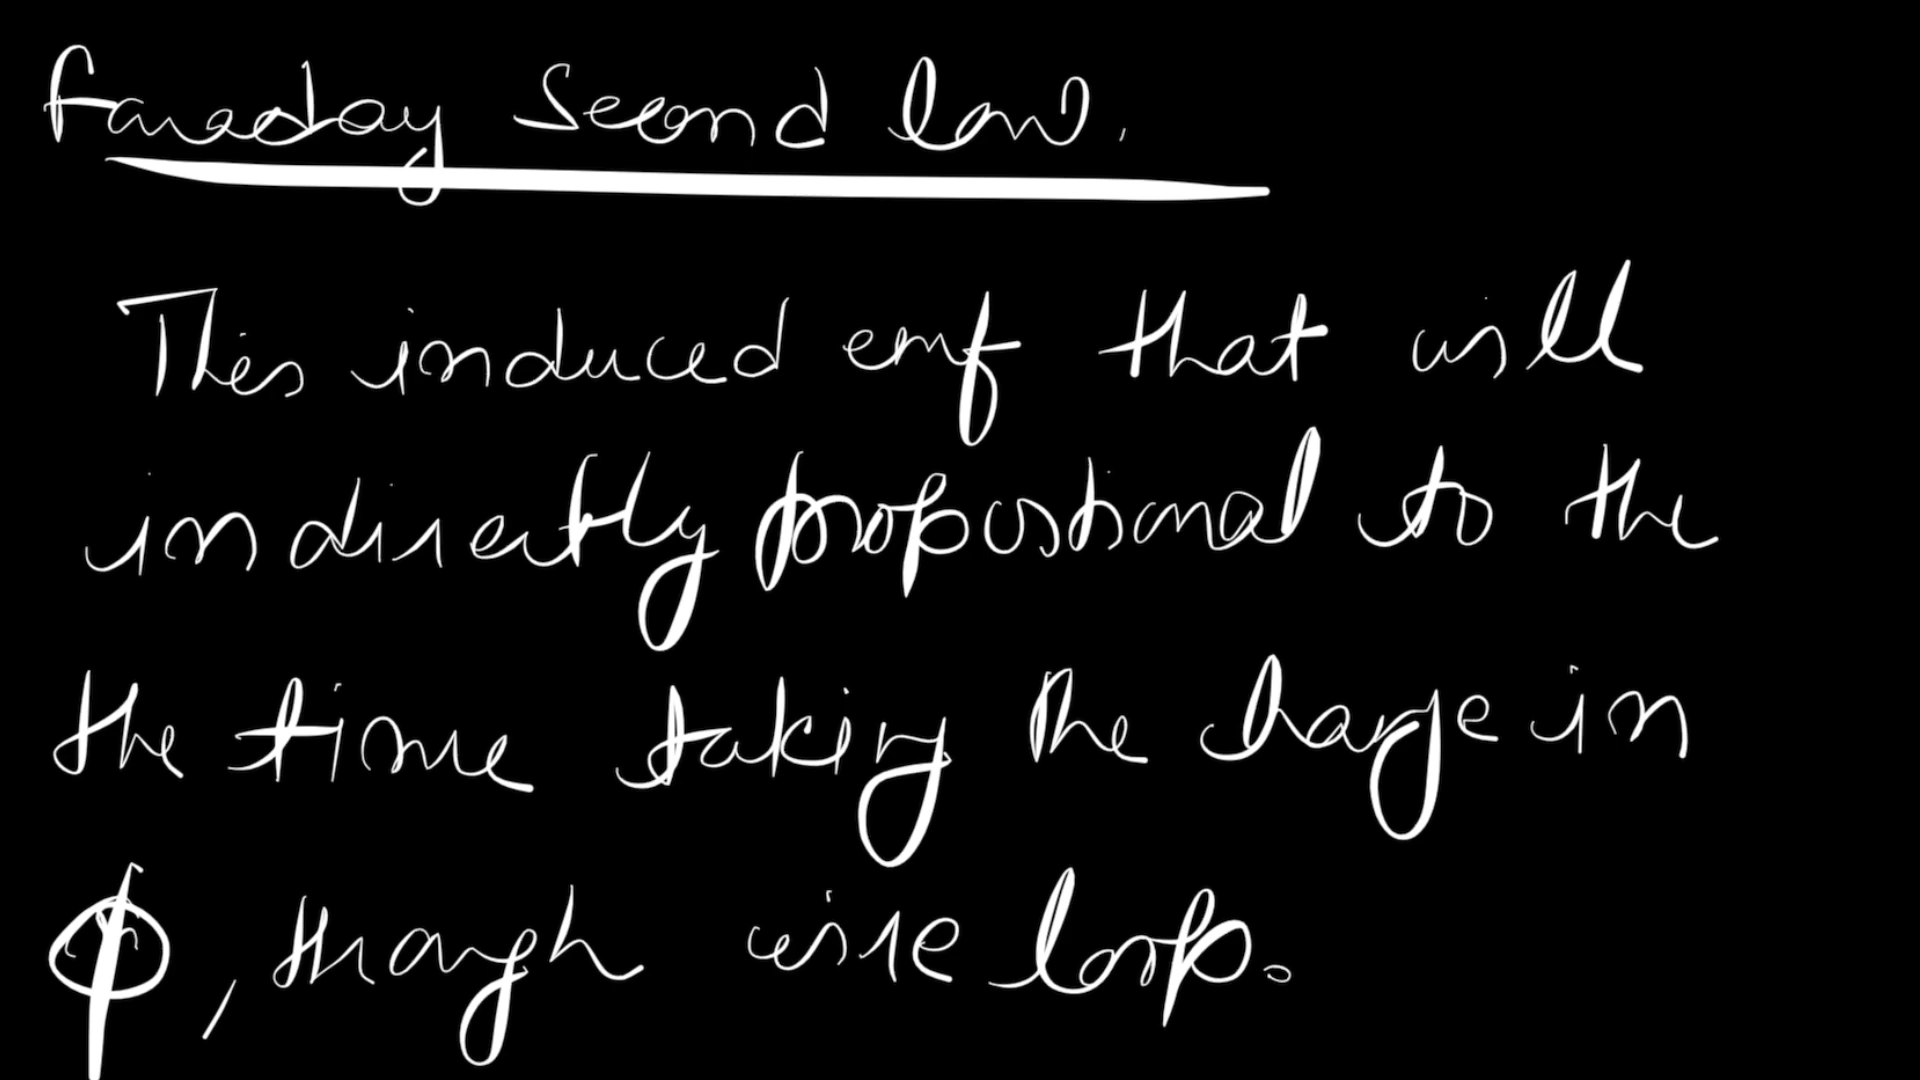 Faraday Second law.
This induced emf that will
indirectly proportional to the
the time taking the change in
ϕ, through wire loop.